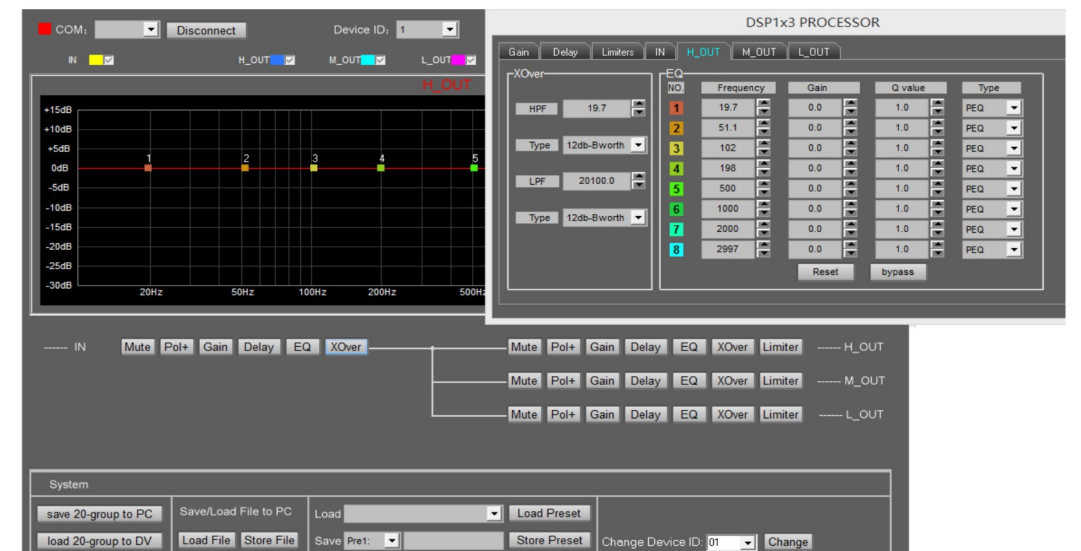 COM: Disconnect Device ID: 1
IN H_OUT M_OUT L_OUT
H_OUT
+15dB
+10dB
+5dB
0dB
-5dB
-10dB
-15dB
-20dB
-25dB
-30dB
1 2 3 4 5
20Hz 50Hz 100Hz 200Hz 500Hz
DSP1x3 PROCESSOR
Gain Delay Limiters IN H_OUT M_OUT L_OUT
XOver
HPF 19.7
Type 12db-Bworth
LPF 20100.0
Type 12db-Bworth
EQ
NO. Frequency Gain Q value Type
1 19.7 0.0 1.0 PEQ
2 51.1 0.0 1.0 PEQ
3 102 0.0 1.0 PEQ
4 198 0.0 1.0 PEQ
5 500 0.0 1.0 PEQ
6 1000 0.0 1.0 PEQ
7 2000 0.0 1.0 PEQ
8 2997 0.0 1.0 PEQ
Reset bypass
------ IN Mute Pol+ Gain Delay EQ XOver Mute Pol+ Gain Delay EQ XOver Limiter ------ H_OUT
Mute Pol+ Gain Delay EQ XOver Limiter ------ M_OUT
Mute Pol+ Gain Delay EQ XOver Limiter ------ L_OUT
System
save 20-group to PC Save/Load File to PC Load Load Preset
load 20-group to DV Load File Store File Save Pre1: Store Preset Change Device ID: 01 Change